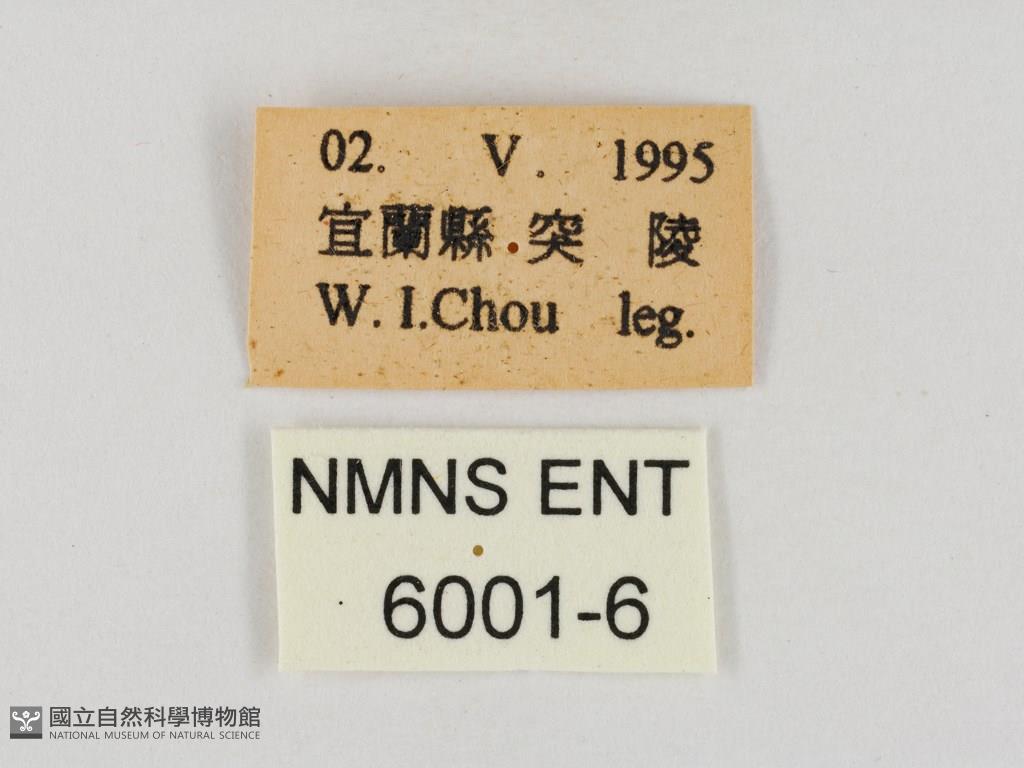 02. V. 1995
宜蘭縣 突 陵
W. I.Chou leg.
NMNS ENT
6001-6
國立自然科學博物館
NATIONAL MUSEUM OF NATURAL SCIENCE